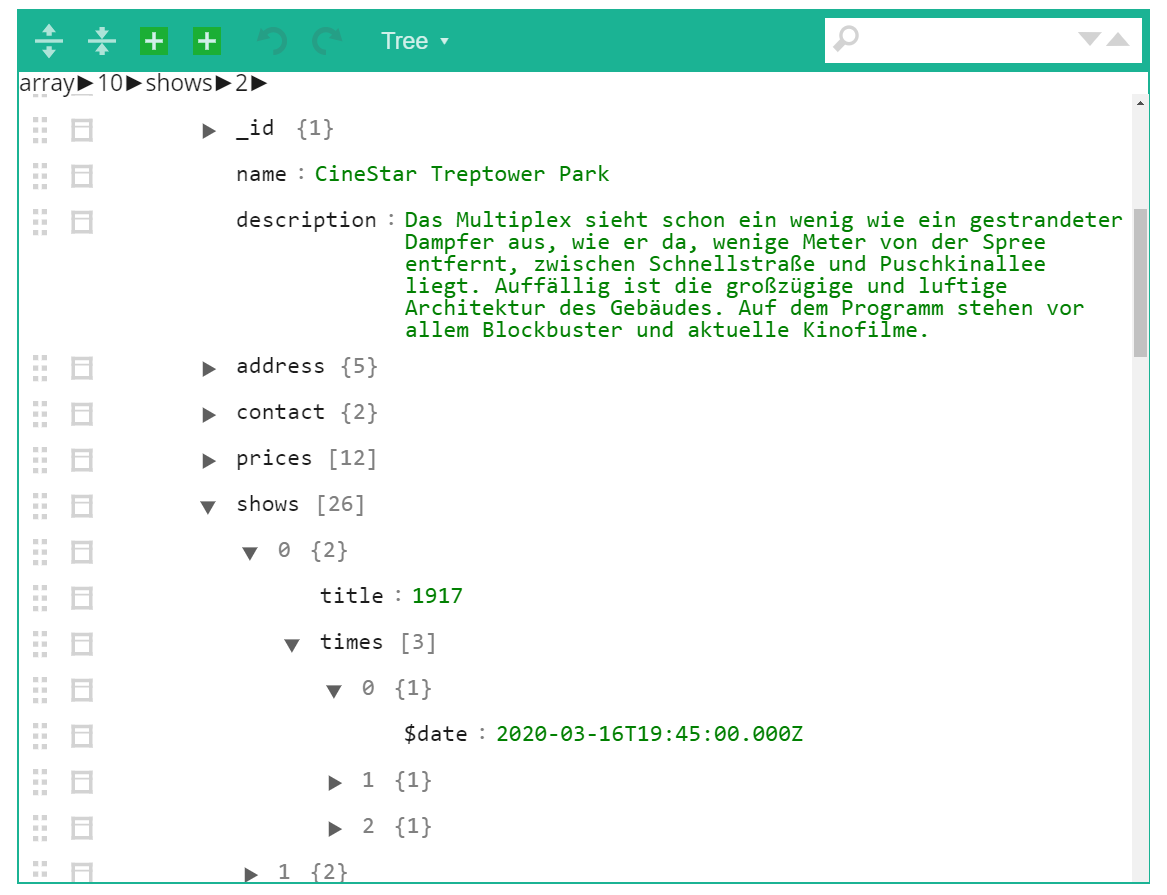 Tree
array►10►shows►2►
_id {1}
name : CineStar Treptower Park
description : Das Multiplex sieht schon ein wenig wie ein gestrandeter
Dampfer aus, wie er da, wenige Meter von der Spree
entfernt, zwischen Schnellstraße und Puschkinallee
liegt. Auffällig ist die großzügige und luftige
Architektur des Gebäudes. Auf dem Programm stehen vor
allem Blockbuster und aktuelle Kinofilme.
address {5}
contact {2}
prices [12]
shows [26]
0 {2}
title : 1917
times [3]
0 {1}
$date : 2020-03-16T19:45:00.000Z
1 {1}
2 {1}
1 {2}